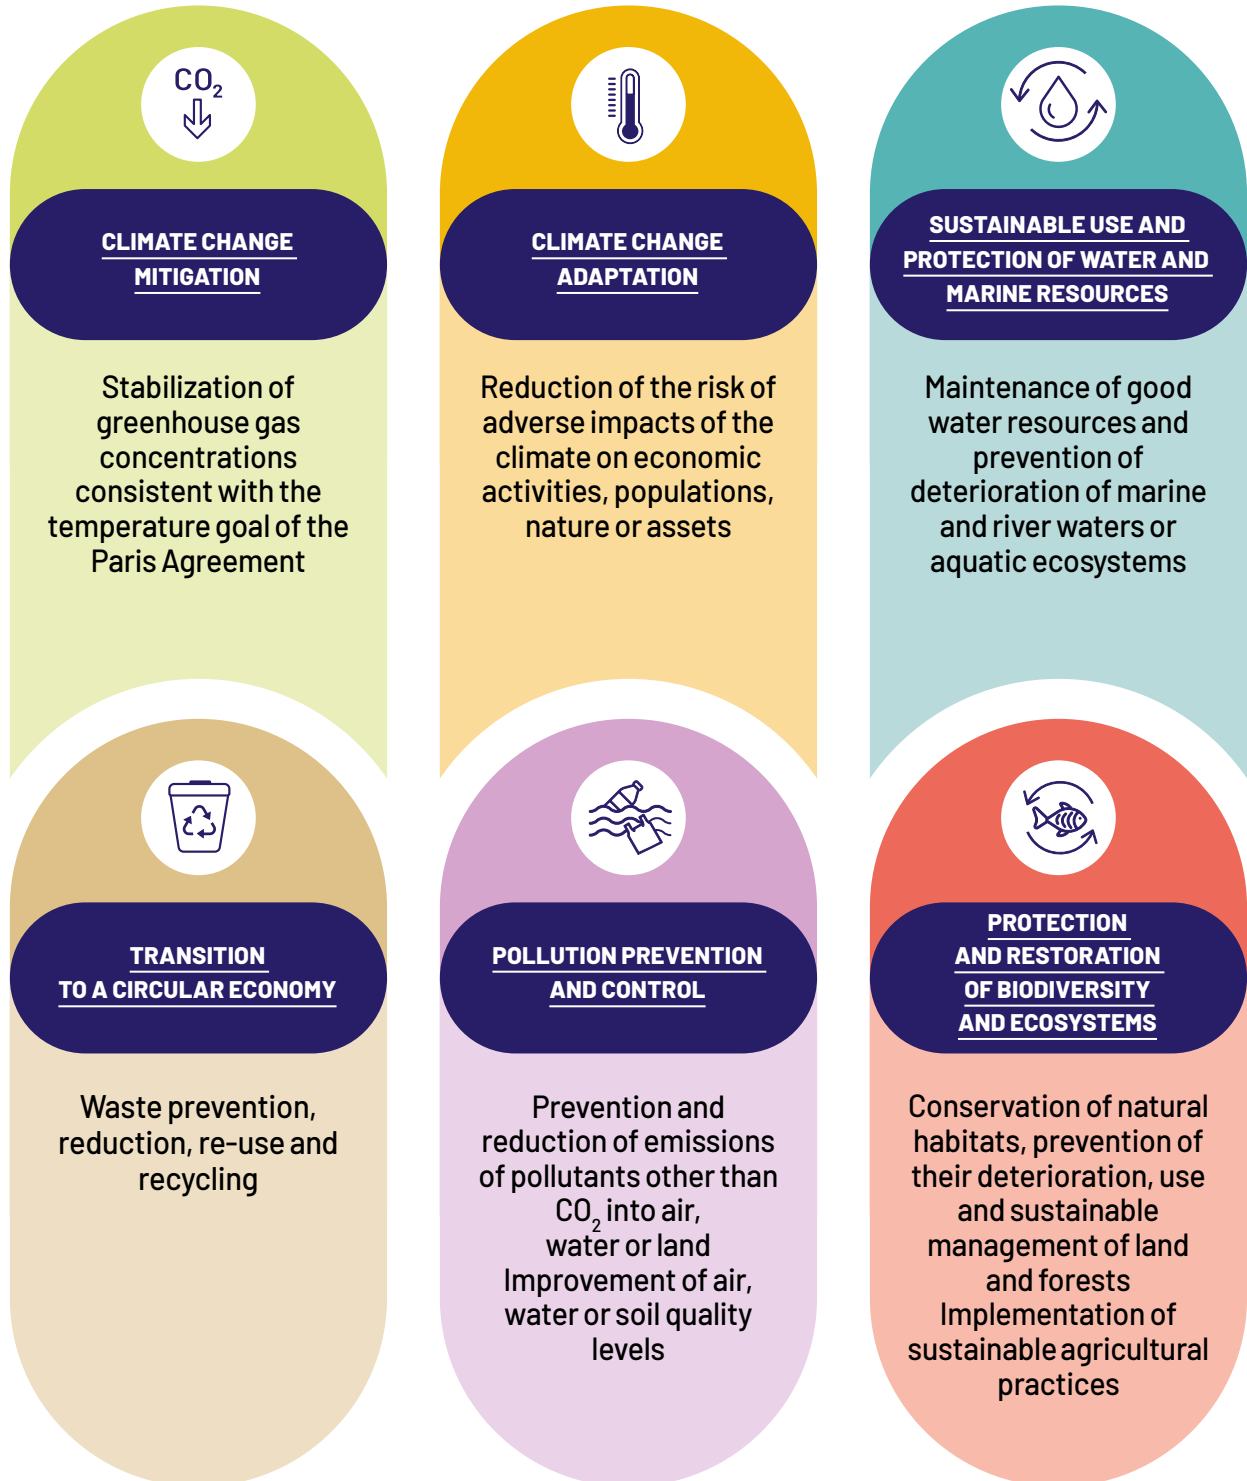 CO₂
CLIMATE CHANGE
MITIGATION
Stabilization of
greenhouse gas
concentrations
consistent with the
temperature goal of the
Paris Agreement
CLIMATE CHANGE
ADAPTATION
Reduction of the risk of
adverse impacts of the
climate on economic
activities, populations,
nature or assets
SUSTAINABLE USE AND
PROTECTION OF WATER AND
MARINE RESOURCES
Maintenance of good
water resources and
prevention of
deterioration of marine
and river waters or
aquatic ecosystems
TRANSITION
TO A CIRCULAR ECONOMY
Waste prevention,
reduction, re-use and
recycling
POLLUTION PREVENTION
AND CONTROL
Prevention and
reduction of emissions
of pollutants other than
CO₂ into air,
water or land
Improvement of air,
water or soil quality
levels
PROTECTION
AND RESTORATION
OF BIODIVERSITY
AND ECOSYSTEMS
Conservation of natural
habitats, prevention of
their deterioration, use
and sustainable
management of land
and forests
Implementation of
sustainable agricultural
practices